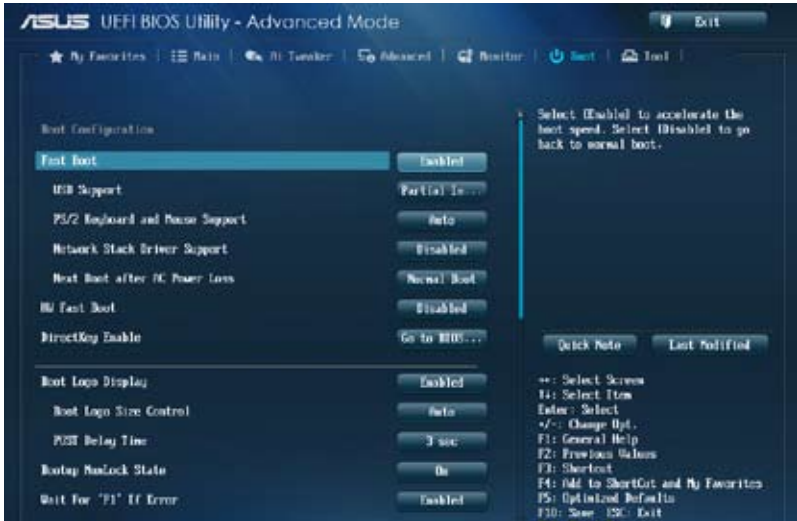 ASUS UEFI BIOS Utility - Advanced Mode
Exit
My Favorites
Main
Ai Tweaker
Advanced
Monitor
Boot
Tool
Boot Configuration
Fast Boot
Enabled
USB Support
Partial In...
PS/2 Keyboard and Mouse Support
Auto
Network Stack Driver Support
Disabled
Next Boot after AC Power Loss
Normal Boot
HW Fast Boot
Disabled
DirectKey Enable
Go to BIOS...
Boot Logo Display
Enabled
Boot Logo Size Control
Auto
POST Delay Time
3 sec
Bootup NumLock State
On
Wait For "F1" If Error
Enabled
Select [Enable] to accelerate the
boot speed. Select [Disable] to go
back to normal boot.
Quick Note
Last Modified
→←: Select Screen
↑↓: Select Item
Enter: Select
+/-: Change Opt.
F1: General Help
F2: Previous Values
F3: Shortcut
F4: Add to ShortCut and My Favorites
F5: Optimized Defaults
F10: Save ESC: Exit